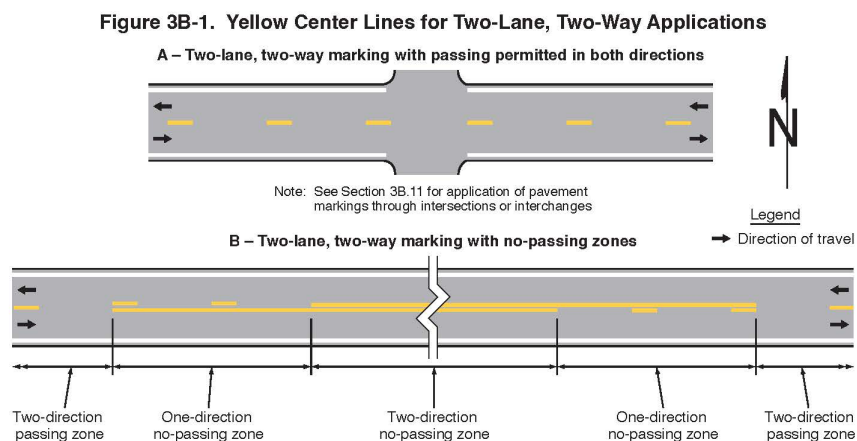 Figure 3B-1. Yellow Center Lines for Two-Lane, Two-Way Applications
A – Two-lane, two-way marking with passing permitted in both directions
N
Note: See Section 3B.11 for application of pavement
markings through intersections or interchanges
Legend
Direction of travel
B – Two-lane, two-way marking with no-passing zones
Two-direction
passing zone
One-direction
no-passing zone
Two-direction
no-passing zone
One-direction
no-passing zone
Two-direction
passing zone